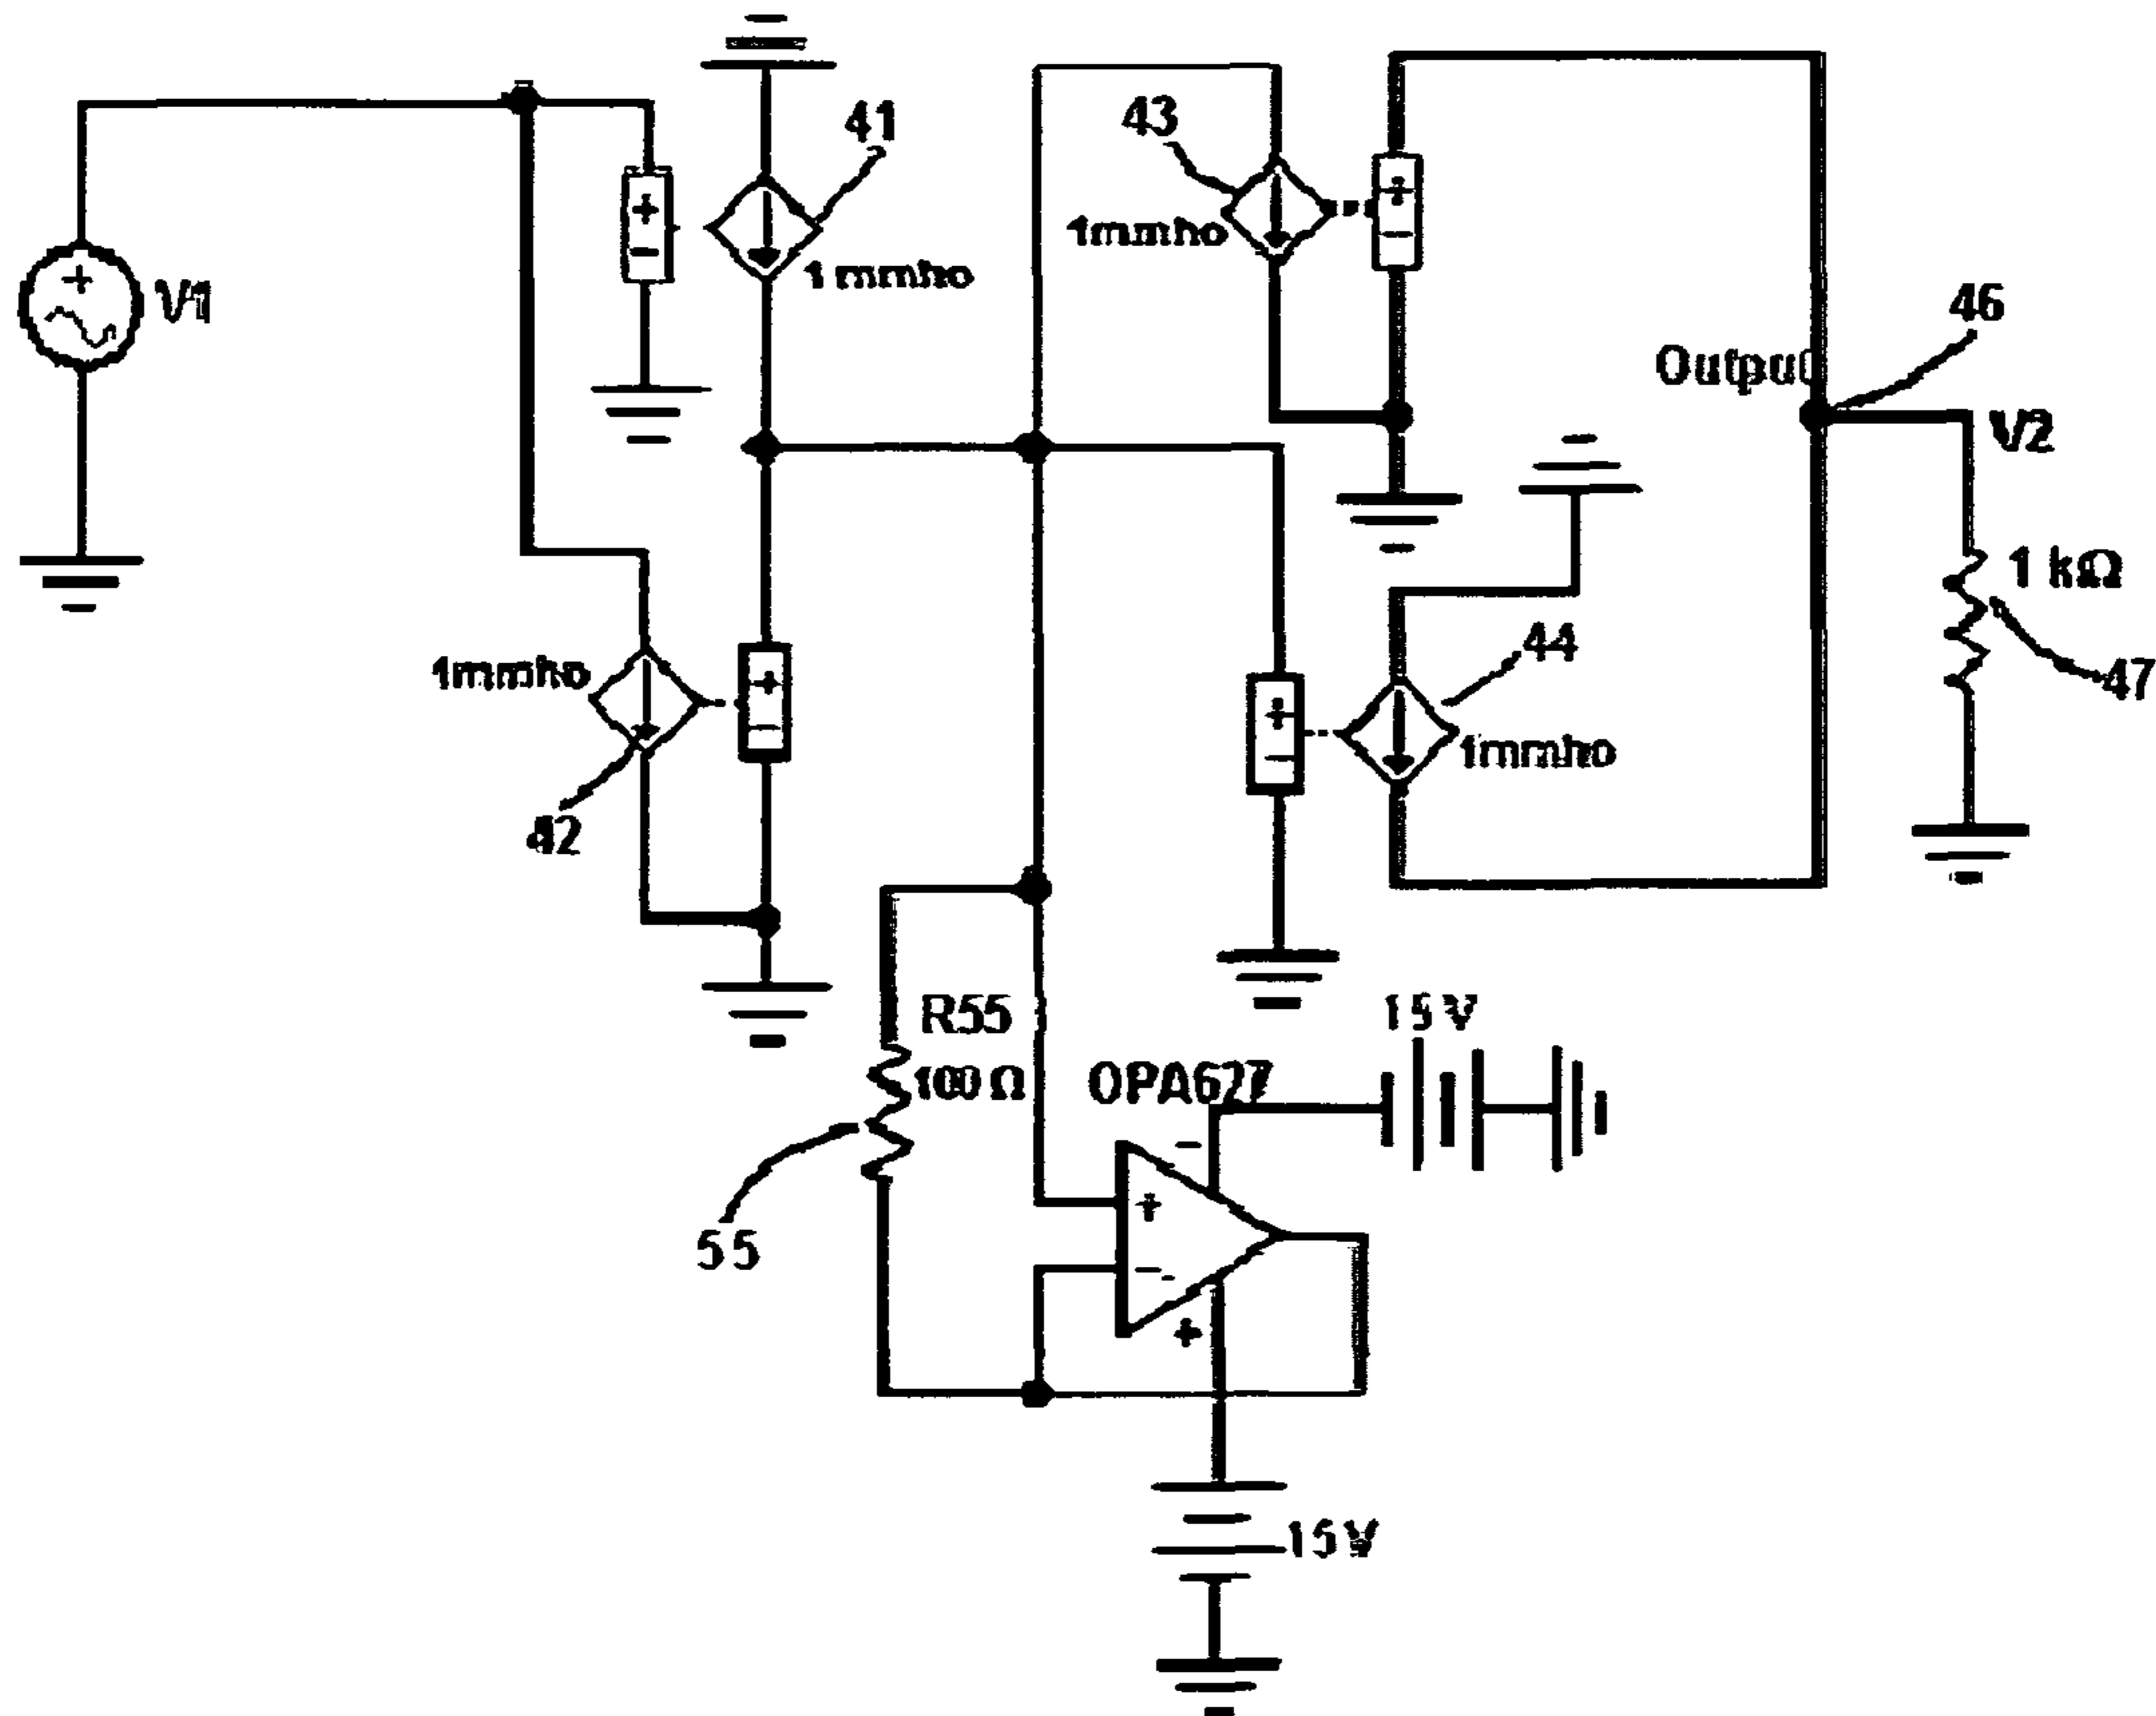 41
43
V1
1mmho
1 mmho
46
Output
V2
1 kΩ
44
1mmho
47
1mmho
42
R55
100 Ω
15 V
OPA627
55
15 V